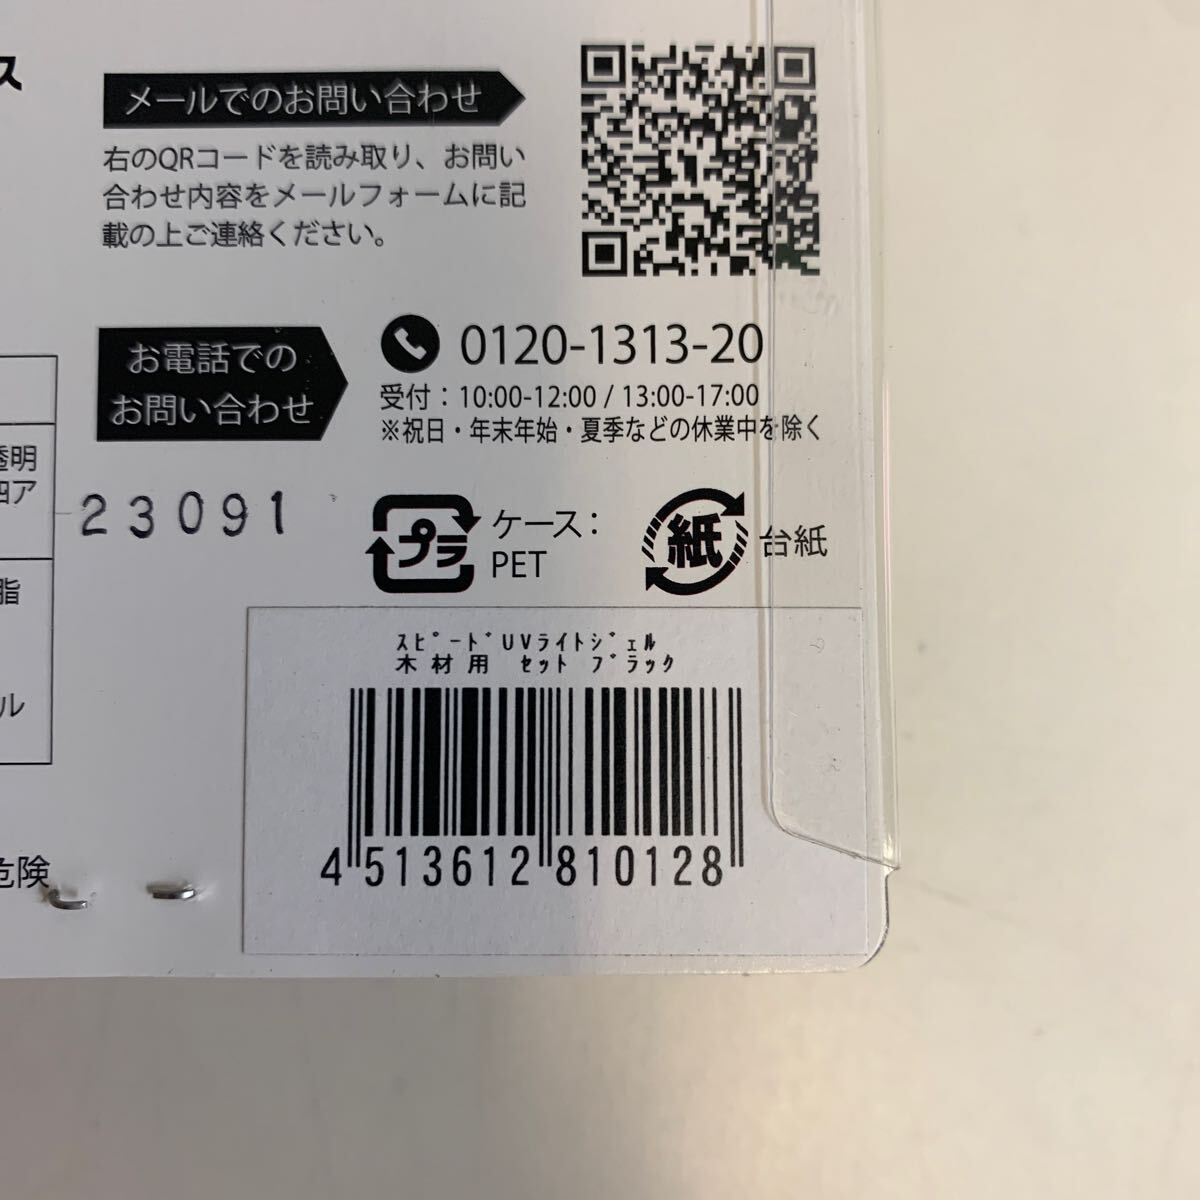 ス
メールでのお問い合わせ
右のQRコードを読み取り、お問い
合わせ内容をメールフォームに記
載の上ご連絡ください。
お電話での
お問い合わせ
0120-1313-20
受付：10:00-12:00 / 13:00-17:00
※祝日・年末年始・夏季などの休業中を除く
透明
四ア
脂
ル
危険
23091
プラ
ケース：
PET
紙
台紙
ｽﾋﾟｰﾄﾞUVﾗｲﾄｼﾞｪﾙ
木材用 ｾｯﾄ ﾌﾞﾗｯｸ
4 513612 810128